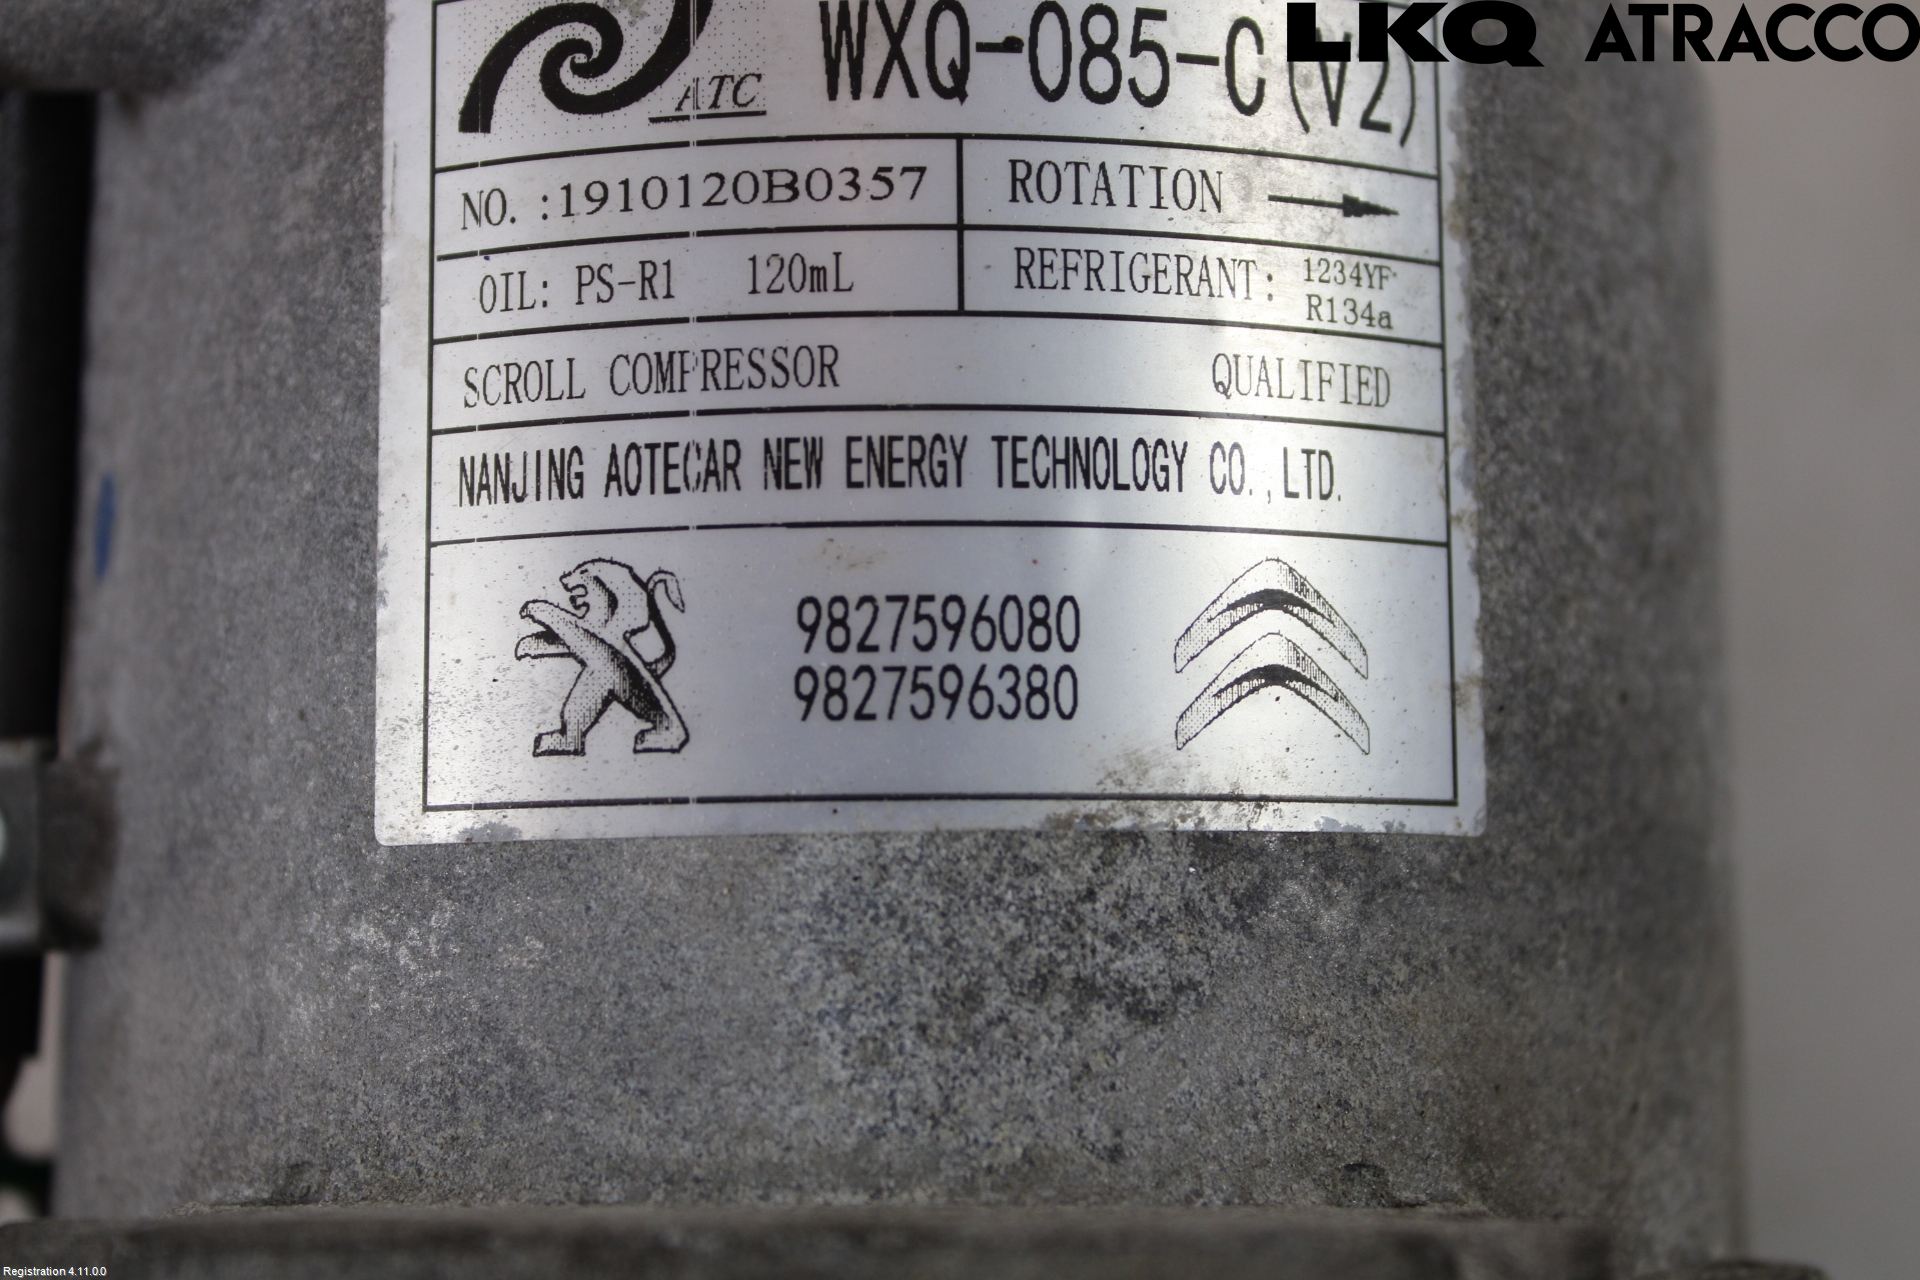 LKQ ATRACCO
ATC WXQ-085-C(V2)
NO.:1910120B0357 ROTATION
OIL: PS-R1 120mL REFRIGERANT: 1234YF
R134a
SCROLL COMPRESSOR QUALIFIED
NANJING AOTECAR NEW ENERGY TECHNOLOGY CO.,LTD.
9827596080
9827596380
Registration 4.11.0.0